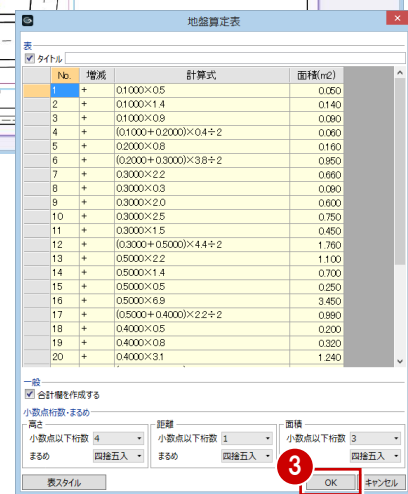 地盤算定表
表
タイトル
No. 増減 計算式 面積(m2)
1 + 0.1000×0.5 0.050
2 + 0.1000×1.4 0.140
3 + 0.1000×0.9 0.090
4 + (0.1000+0.2000)×0.4÷2 0.060
5 + 0.2000×0.8 0.160
6 + (0.2000+0.3000)×3.8÷2 0.950
7 + 0.3000×2.2 0.660
8 + 0.3000×0.3 0.090
9 + 0.3000×2.0 0.600
10 + 0.3000×2.5 0.750
11 + 0.3000×1.5 0.450
12 + (0.3000+0.5000)×4.4÷2 1.760
13 + 0.5000×2.2 1.100
14 + 0.5000×1.4 0.700
15 + 0.5000×0.5 0.250
16 + 0.5000×6.9 3.450
17 + (0.5000+0.4000)×2.2÷2 0.990
18 + 0.4000×0.5 0.200
19 + 0.4000×0.8 0.320
20 + 0.4000×3.1 1.240
一般
合計欄を作成する
小数点桁数・まるめ
高さ 距離 面積
小数点以下桁数 4 小数点以下桁数 1 小数点以下桁数 3
まるめ 四捨五入 まるめ 四捨五入 まるめ 四捨五入
3
表スタイル OK キャンセル